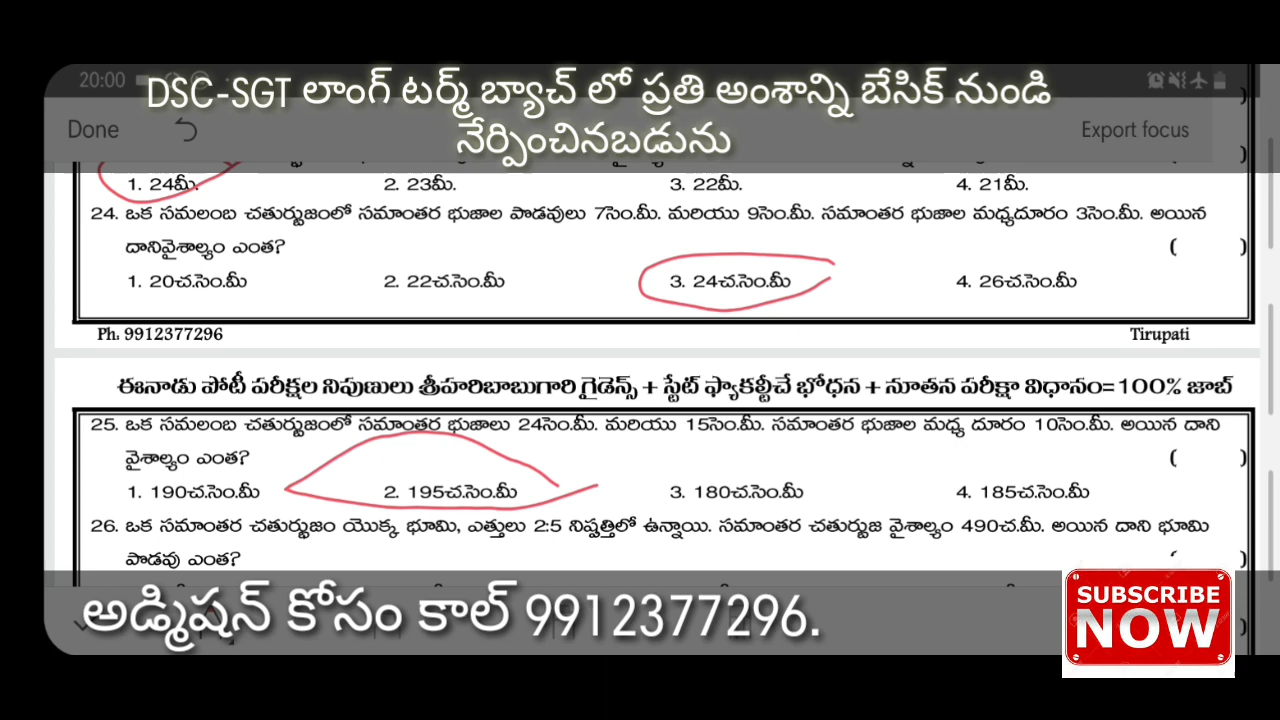 20:00
DSC-SGT లాంగ్ టర్మ్ బ్యాచ్ లో ప్రతి అంశాన్ని బేసిక్ నుండి
నేర్పించినబడును
Done
Export focus
1. 24మీ. 2. 23మీ. 3. 22మీ. 4. 21మీ.
24. ఒక సమలంబ చతుర్భుజంలో సమాంతర భుజాల పొడవులు 7సెం.మీ. మరియు 9సెం.మీ. సమాంతర భుజాల మధ్యదూరం 3సెం.మీ. అయిన
దానివైశాల్యం ఎంత? ( )
1. 20చ.సెం.మీ 2. 22చ.సెం.మీ 3. 24చ.సెం.మీ 4. 26చ.సెం.మీ
Ph: 9912377296 Tirupati
ఈనాడు పోటీ పరీక్షల నిపుణులు శ్రీహరిబాబుగారి గైడెన్స్ + స్టేట్ ఫ్యాకల్టీచే భోధన + నూతన పరీక్షా విధానం=100% జాబ్
25. ఒక సమలంబ చతుర్భుజంలో సమాంతర భుజాలు 24సెం.మీ. మరియు 15సెం.మీ. సమాంతర భుజాల మధ్య దూరం 10సెం.మీ. అయిన దాని
వైశాల్యం ఎంత? ( )
1. 190చ.సెం.మీ 2. 195చ.సెం.మీ 3. 180చ.సెం.మీ 4. 185చ.సెం.మీ
26. ఒక సమాంతర చతుర్భుజం యొక్క భూమి, ఎత్తులు 2:5 నిష్పత్తిలో ఉన్నాయి. సమాంతర చతుర్భుజ వైశాల్యం 490చ.మీ. అయిన దాని భూమి
పొడవు ఎంత? ( )
అడ్మిషన్ కోసం కాల్ 9912377296.
SUBSCRIBE
NOW